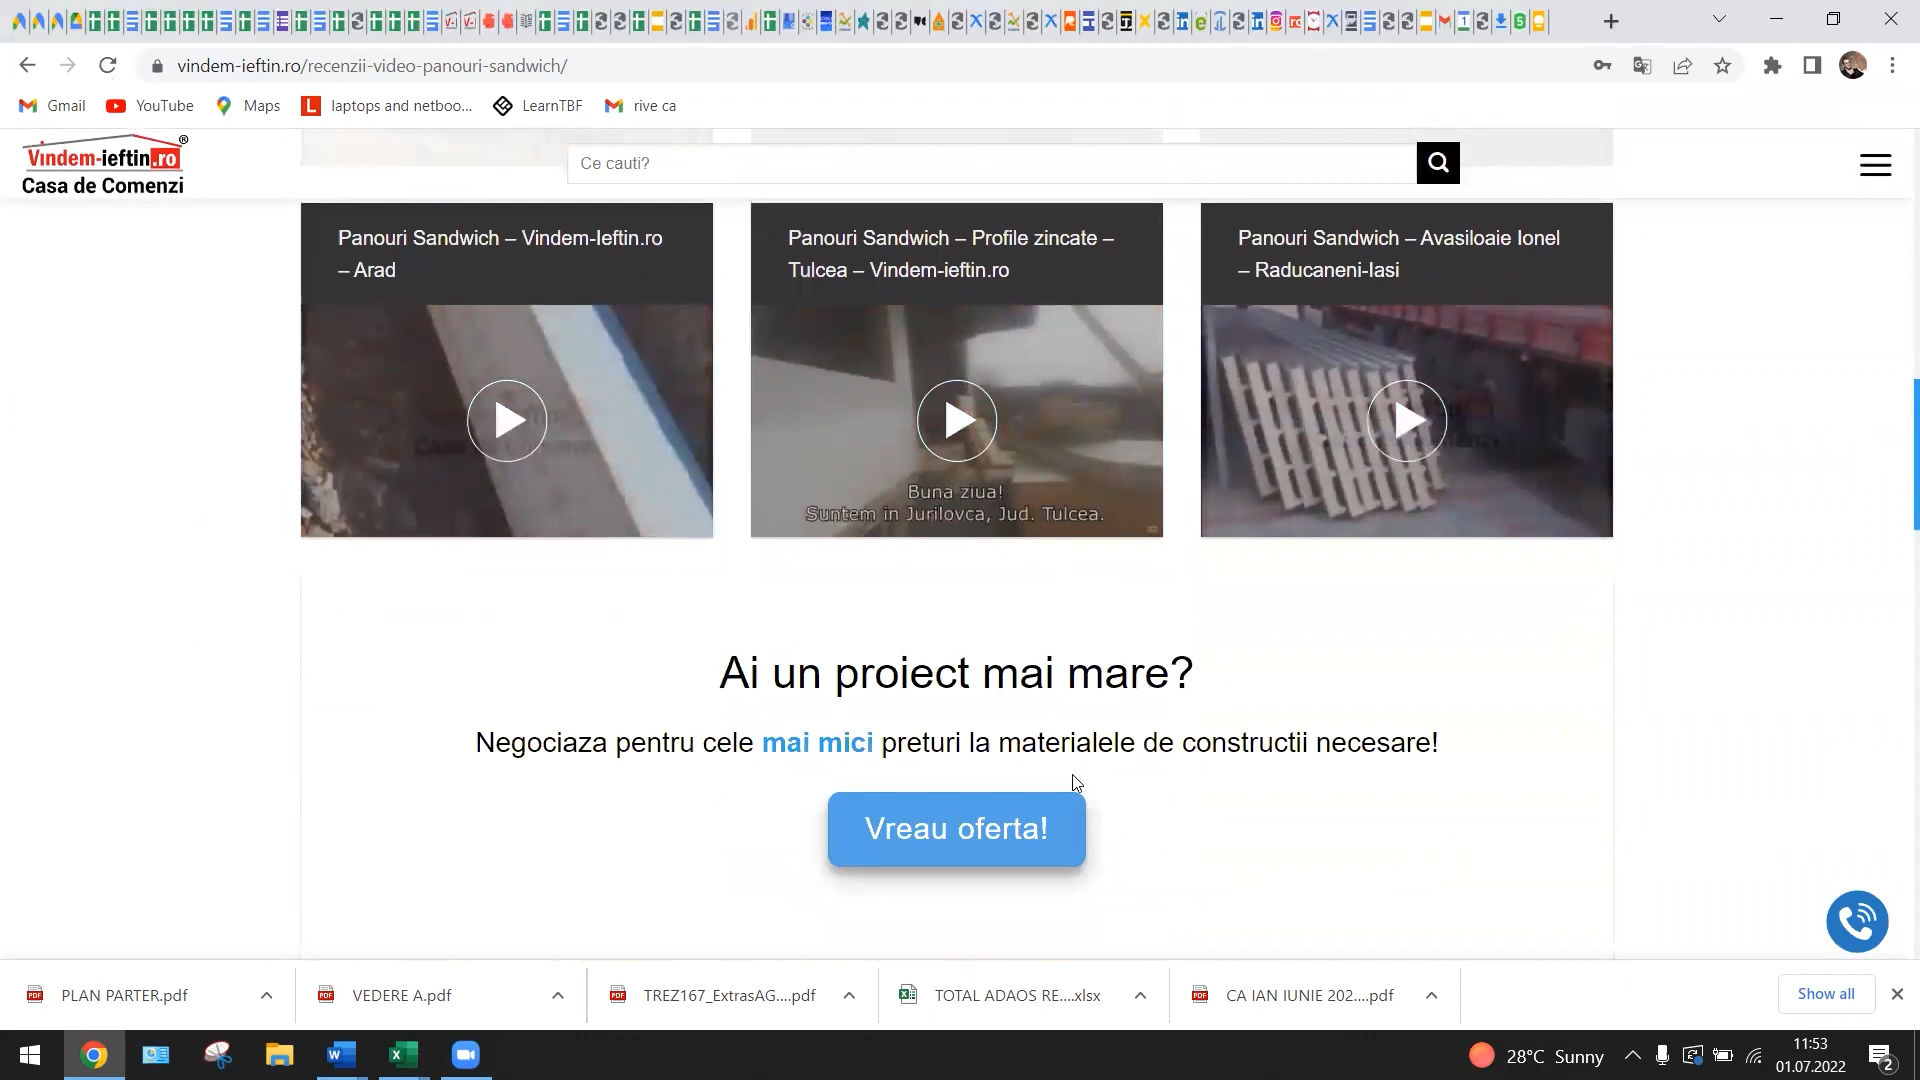 vindem-ieftin.ro/recenzii-video-panouri-sandwich/
Gmail
YouTube
Maps
laptops and netboo...
LearnTBF
rive ca
Vindem-ieftin.ro®
Casa de Comenzi
Ce cauti?
Panouri Sandwich – Vindem-Ieftin.ro
– Arad
Panouri Sandwich – Profile zincate –
Tulcea – Vindem-ieftin.ro
Panouri Sandwich – Avasiloaie Ionel
– Raducaneni-Iasi
Buna ziua!
Suntem in Jurilovca, Jud. Tulcea.
Ai un proiect mai mare?
Negociaza pentru cele mai mici preturi la materialele de constructii necesare!
Vreau oferta!
PLAN PARTER.pdf
VEDERE A.pdf
TREZ167_ExtrasAG....pdf
TOTAL ADAOS RE....xlsx
CA IAN IUNIE 202....pdf
Show all
28°C Sunny
11:53
01.07.2022
2